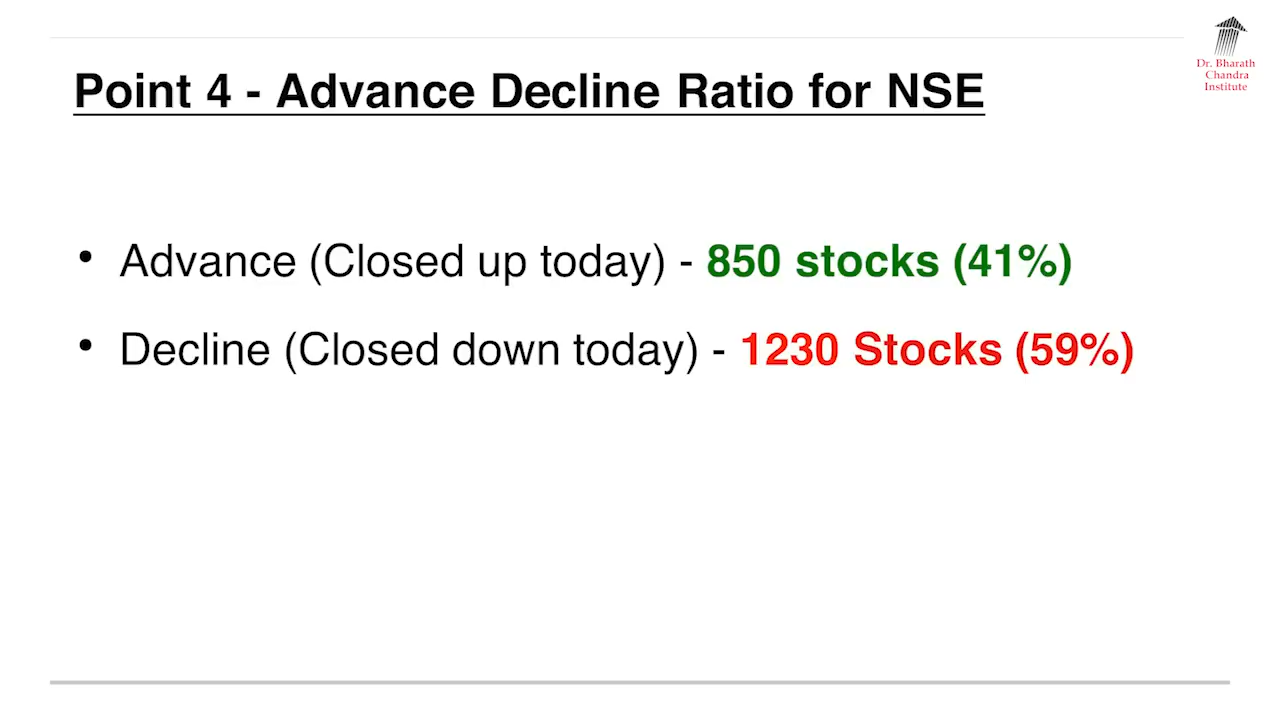 Dr. Bharath
Chandra
Institute
Point 4 - Advance Decline Ratio for NSE
• Advance (Closed up today) - 850 stocks (41%)
• Decline (Closed down today) - 1230 Stocks (59%)